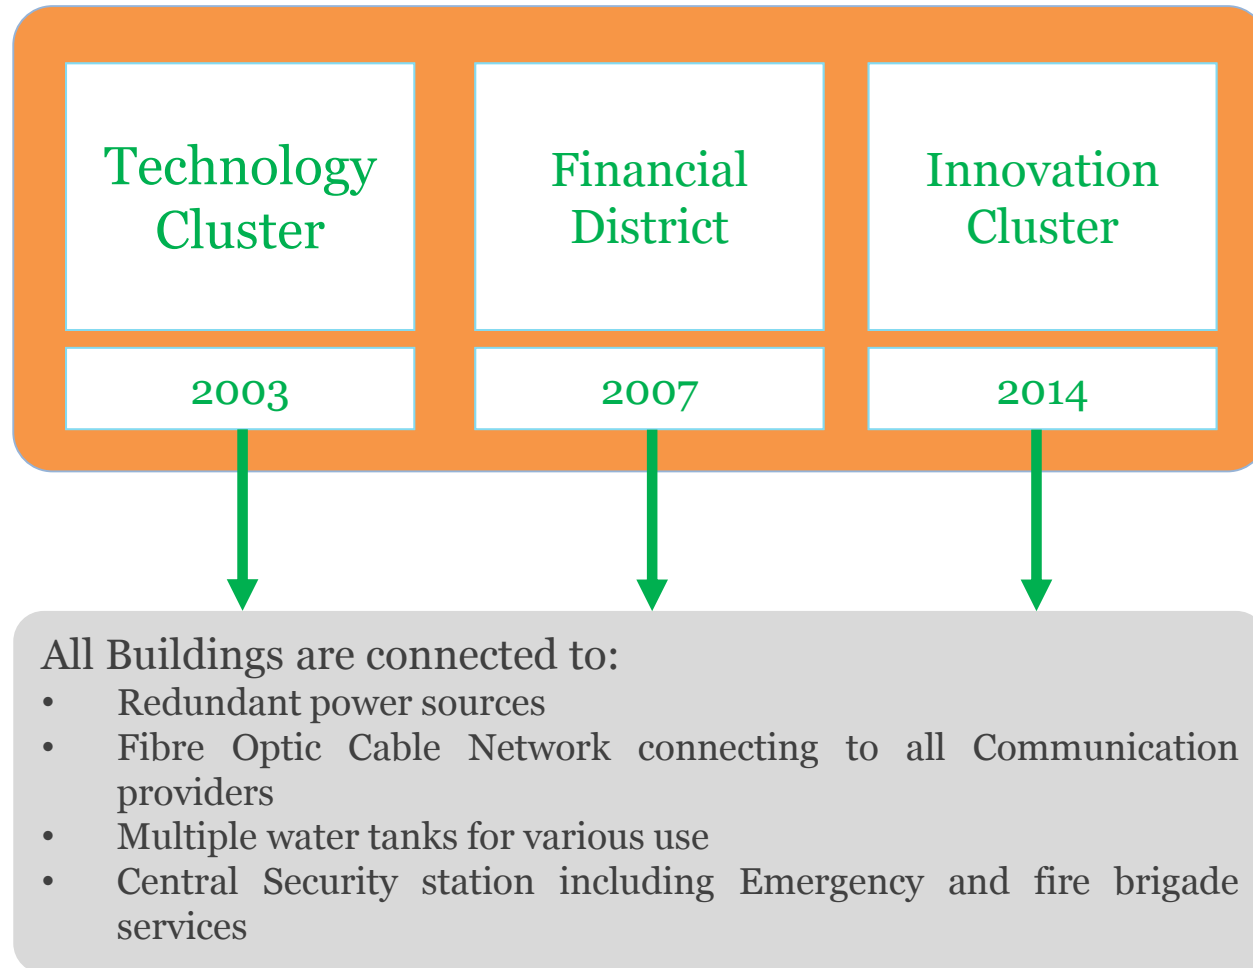 Technology
Cluster
Financial
District
Innovation
Cluster
2003
2007
2014
All Buildings are connected to:
• Redundant power sources
• Fibre Optic Cable Network connecting to all Communication
providers
• Multiple water tanks for various use
• Central Security station including Emergency and fire brigade
services